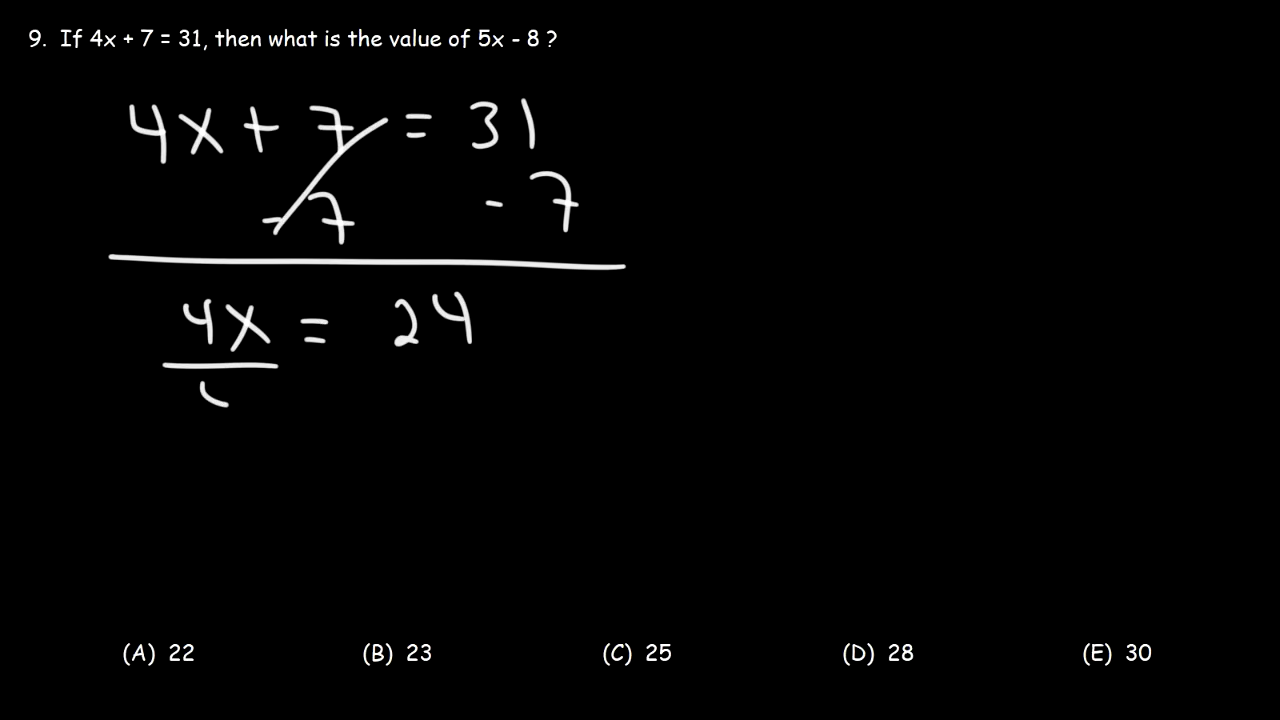 9. If 4x + 7 = 31, then what is the value of 5x - 8 ?
4x + 7 = 31
- 7 - 7
4x = 24
(A) 22 (B) 23 (C) 25 (D) 28 (E) 30